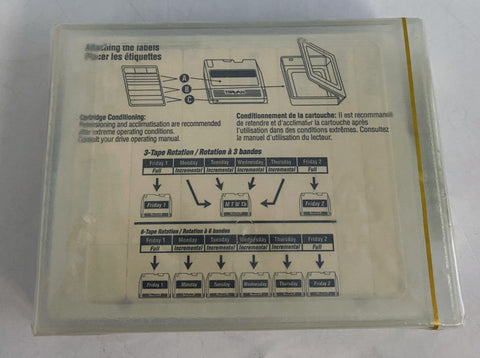 Attaching the labels
Placer les étiquettes
A
B
C
TRAVAN
Cartridge Conditioning:
Retensioning and acclimatisation are recommended
after extreme operating conditions.
Consult your drive operating manual.
Conditionnement de la cartouche: Il est recommandé
de retendre et d'acclimater la cartouche après
l'utilisation dans des conditions extrêmes. Consultez
le manuel d'utilisation du lecteur.
3-Tape Rotation / Rotation à 3 bandes
Friday 1 Monday Tuesday Wednesday Thursday Friday 2
Full Incremental Incremental Incremental Incremental Full
Friday 1 M T W Th Friday 2
6-Tape Rotation / Rotation à 6 bandes
Friday 1 Monday Tuesday Wednesday Thursday Friday 2
Full Incremental Incremental Incremental Incremental Full
Friday 1 Monday Tuesday Wednesday Thursday Friday 2